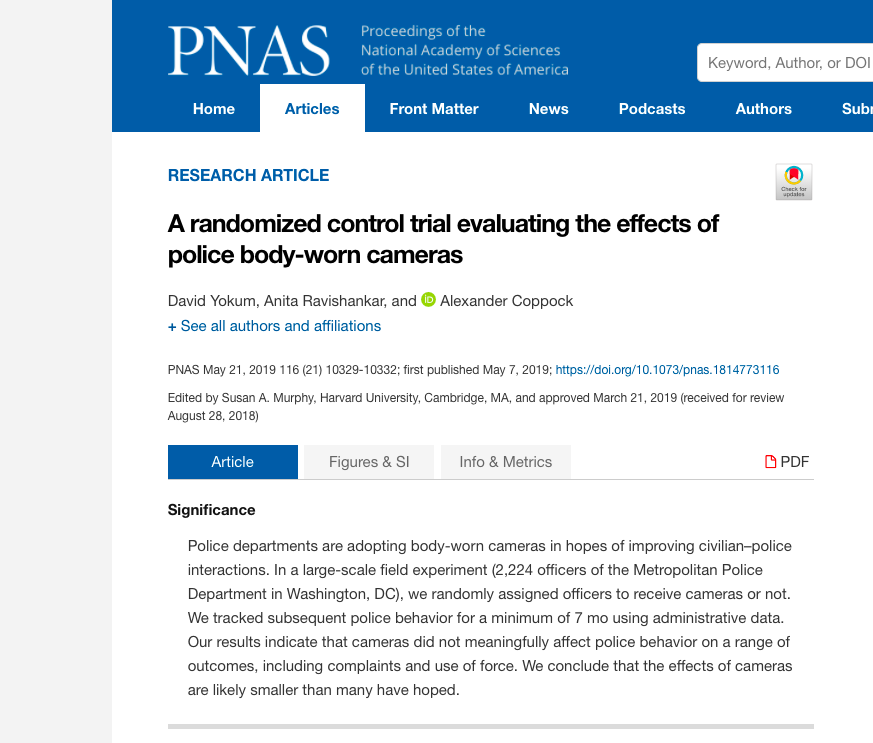 PNAS
Proceedings of the
National Academy of Sciences
of the United States of America
Keyword, Author, or DOI
Home Articles Front Matter News Podcasts Authors Subm
RESEARCH ARTICLE
Check for
updates
A randomized control trial evaluating the effects of
police body-worn cameras
David Yokum, Anita Ravishankar, and iD Alexander Coppock
+ See all authors and affiliations
PNAS May 21, 2019 116 (21) 10329-10332; first published May 7, 2019; https://doi.org/10.1073/pnas.1814773116
Edited by Susan A. Murphy, Harvard University, Cambridge, MA, and approved March 21, 2019 (received for review
August 28, 2018)
Article Figures & SI Info & Metrics PDF
Significance
Police departments are adopting body-worn cameras in hopes of improving civilian–police
interactions. In a large-scale field experiment (2,224 officers of the Metropolitan Police
Department in Washington, DC), we randomly assigned officers to receive cameras or not.
We tracked subsequent police behavior for a minimum of 7 mo using administrative data.
Our results indicate that cameras did not meaningfully affect police behavior on a range of
outcomes, including complaints and use of force. We conclude that the effects of cameras
are likely smaller than many have hoped.